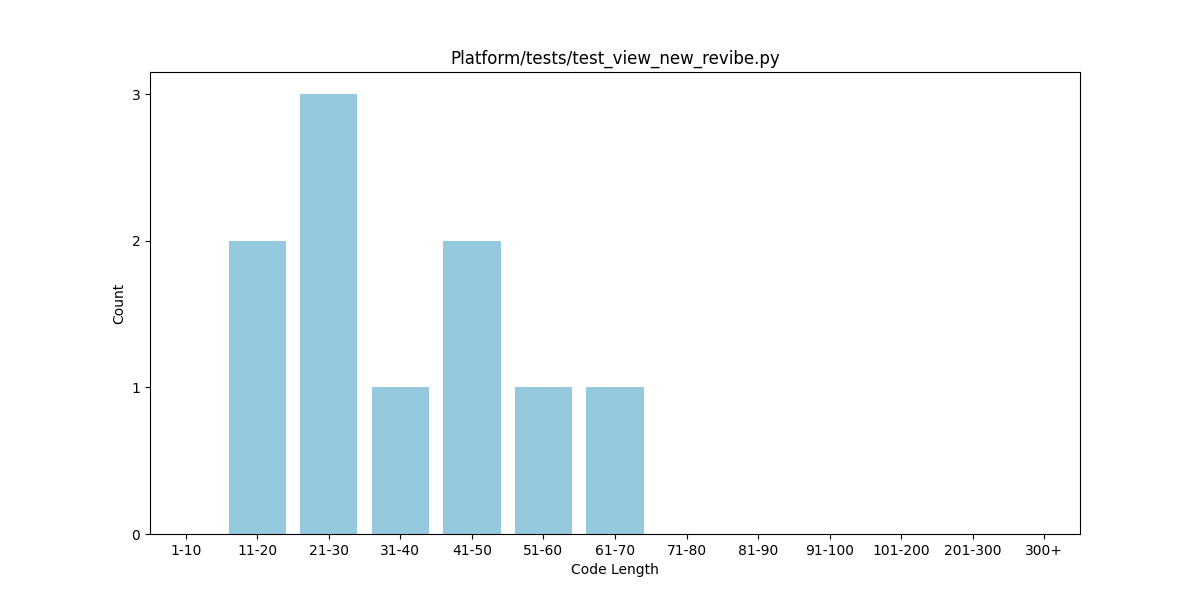 Platform/tests/test_view_new_revibe.py
Count
3
2
1
0
1-10 11-20 21-30 31-40 41-50 51-60 61-70 71-80 81-90 91-100 101-200 201-300 300+
Code Length